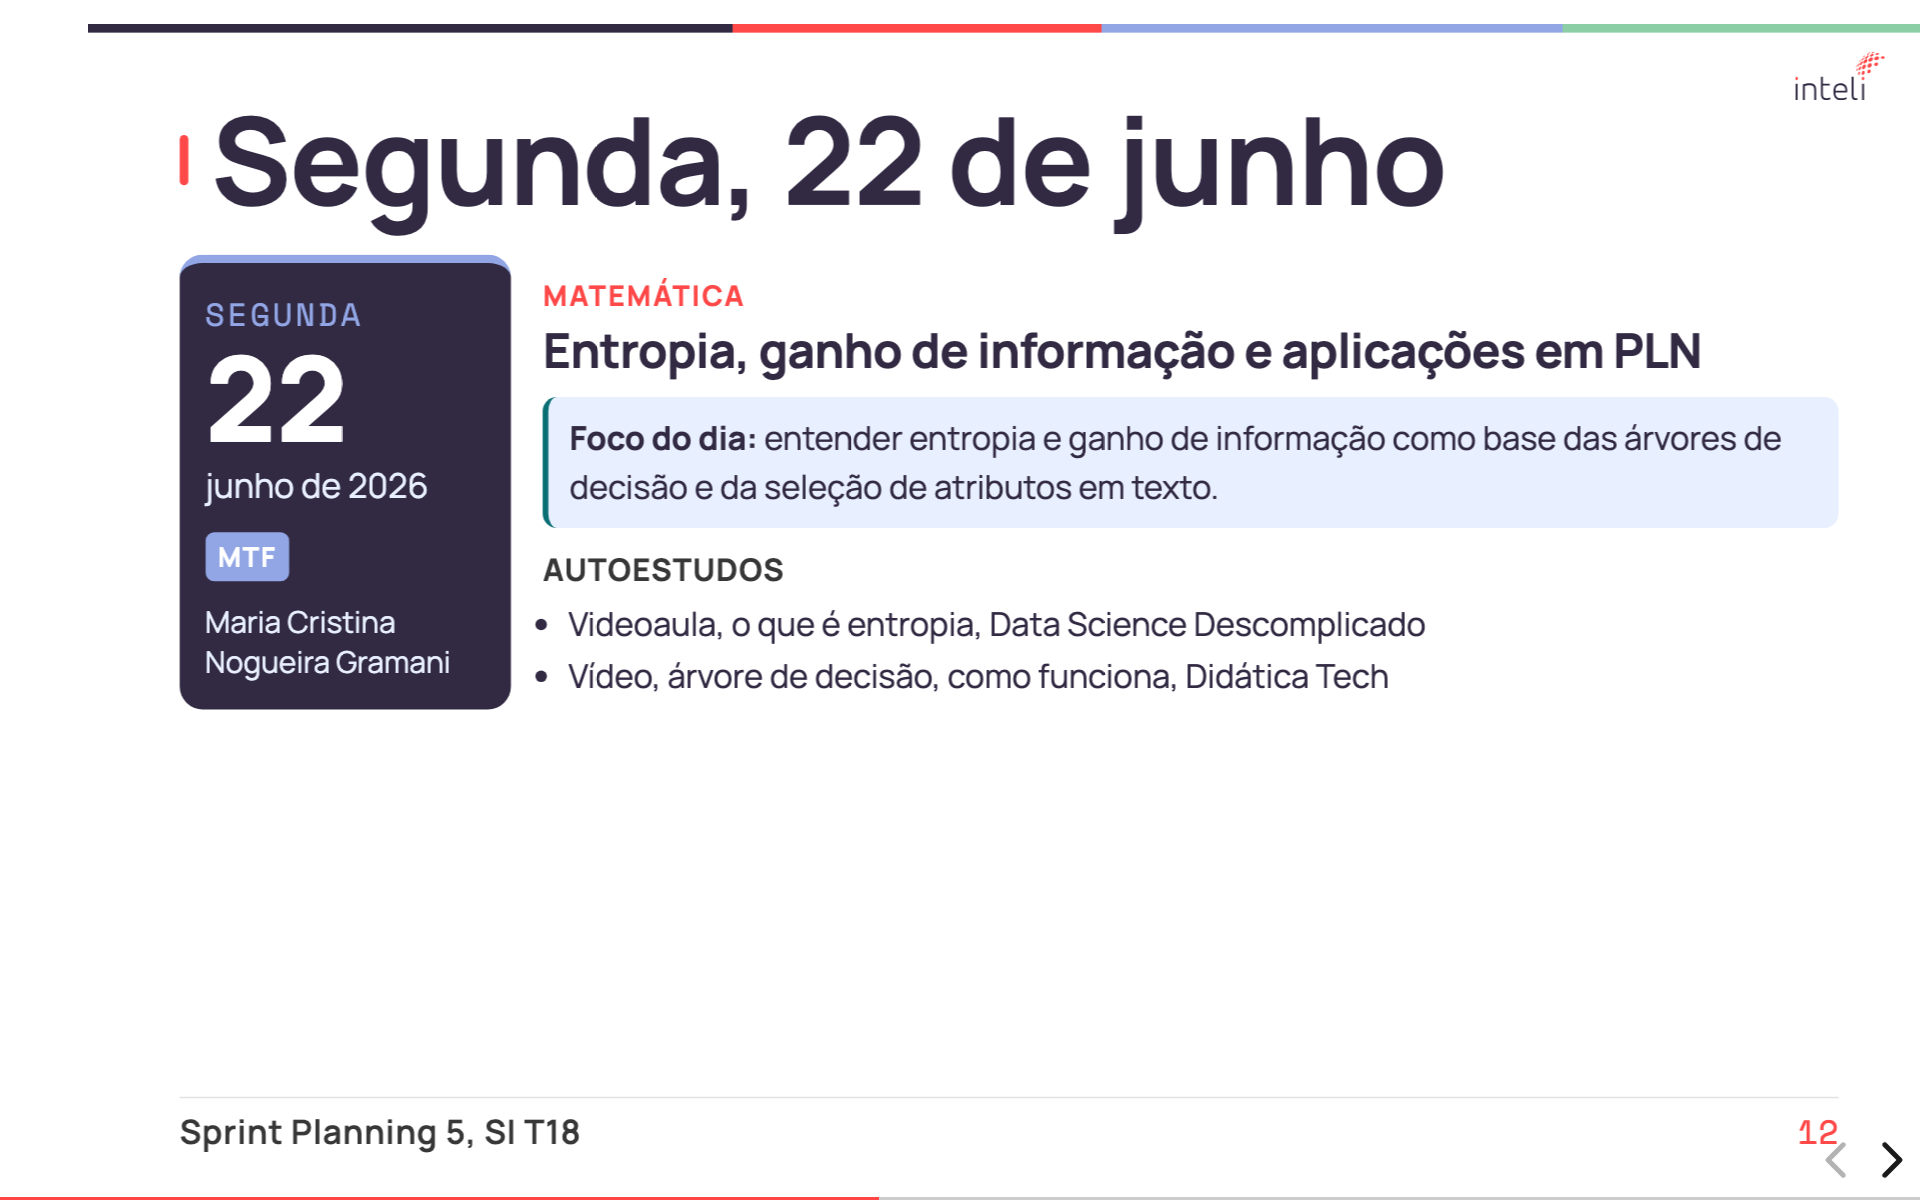 inteli
Segunda, 22 de junho
SEGUNDA
22
junho de 2026
MTF
Maria Cristina
Nogueira Gramani
MATEMÁTICA
Entropia, ganho de informação e aplicações em PLN
Foco do dia: entender entropia e ganho de informação como base das árvores de
decisão e da seleção de atributos em texto.
AUTOESTUDOS
• Videoaula, o que é entropia, Data Science Descomplicado
• Vídeo, árvore de decisão, como funciona, Didática Tech
Sprint Planning 5, SI T18
12